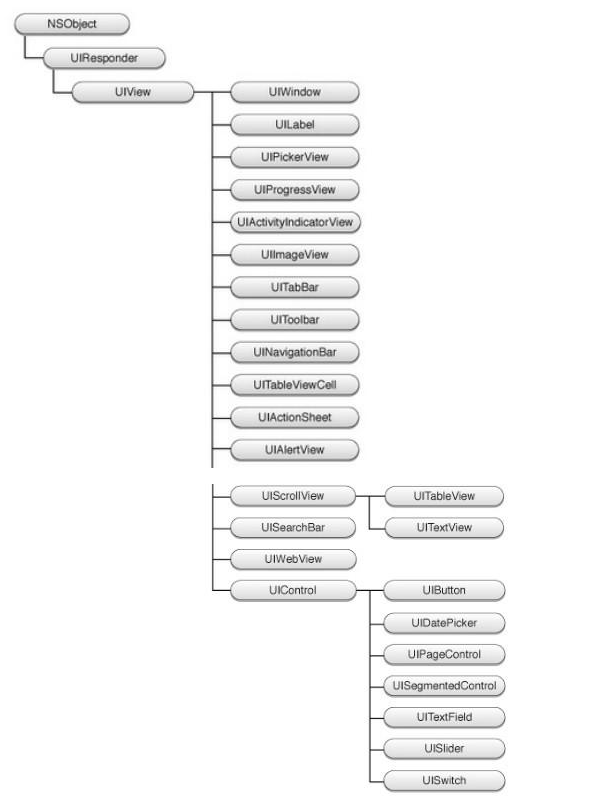 NSObject
UIResponder
UIView
UIWindow
UILabel
UIPickerView
UIProgressView
UIActivityIndicatorView
UIImageView
UITabBar
UIToolbar
UINavigationBar
UITableViewCell
UIActionSheet
UIAlertView
UIScrollView
UITableView
UITextView
UISearchBar
UIWebView
UIControl
UIButton
UIDatePicker
UIPageControl
UISegmentedControl
UITextField
UISlider
UISwitch